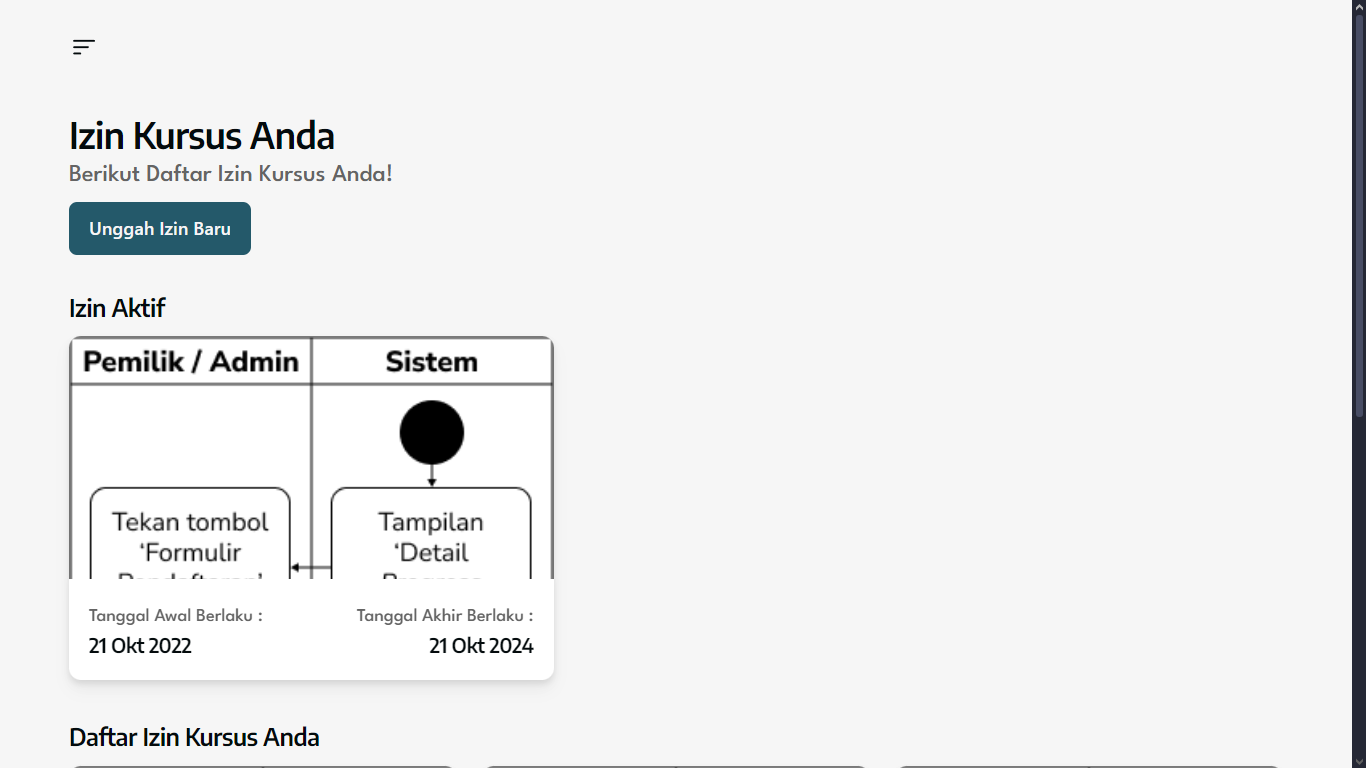 Izin Kursus Anda
Berikut Daftar Izin Kursus Anda!
Unggah Izin Baru
Izin Aktif
Pemilik / Admin
Sistem
Tekan tombol
‘Formulir
Tampilan
‘Detail
Tanggal Awal Berlaku :
21 Okt 2022
Tanggal Akhir Berlaku :
21 Okt 2024
Daftar Izin Kursus Anda